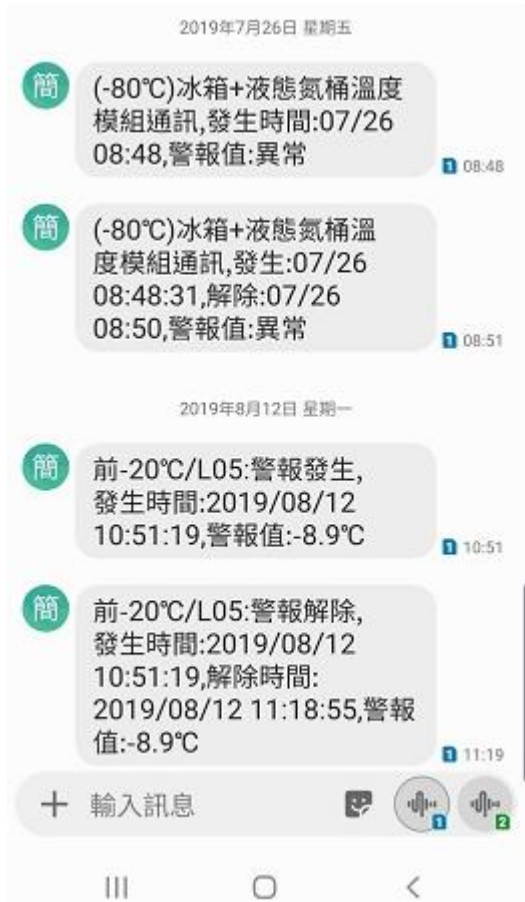 2019年7月26日 星期五
簡
(-80℃)冰箱+液態氮桶溫度
模組通訊,發生時間:07/26
08:48,警報值:異常
1 08:48
簡
(-80℃)冰箱+液態氮桶溫
度模組通訊,發生:07/26
08:48:31,解除:07/26
08:50,警報值:異常
1 08:51
2019年8月12日 星期一
簡
前-20℃/L05:警報發生,
發生時間:2019/08/12
10:51:19,警報值:-8.9℃
1 10:51
簡
前-20℃/L05:警報解除,
發生時間:2019/08/12
10:51:19,解除時間:
2019/08/12 11:18:55,警報
值:-8.9℃
1 11:19
輸入訊息
1
2